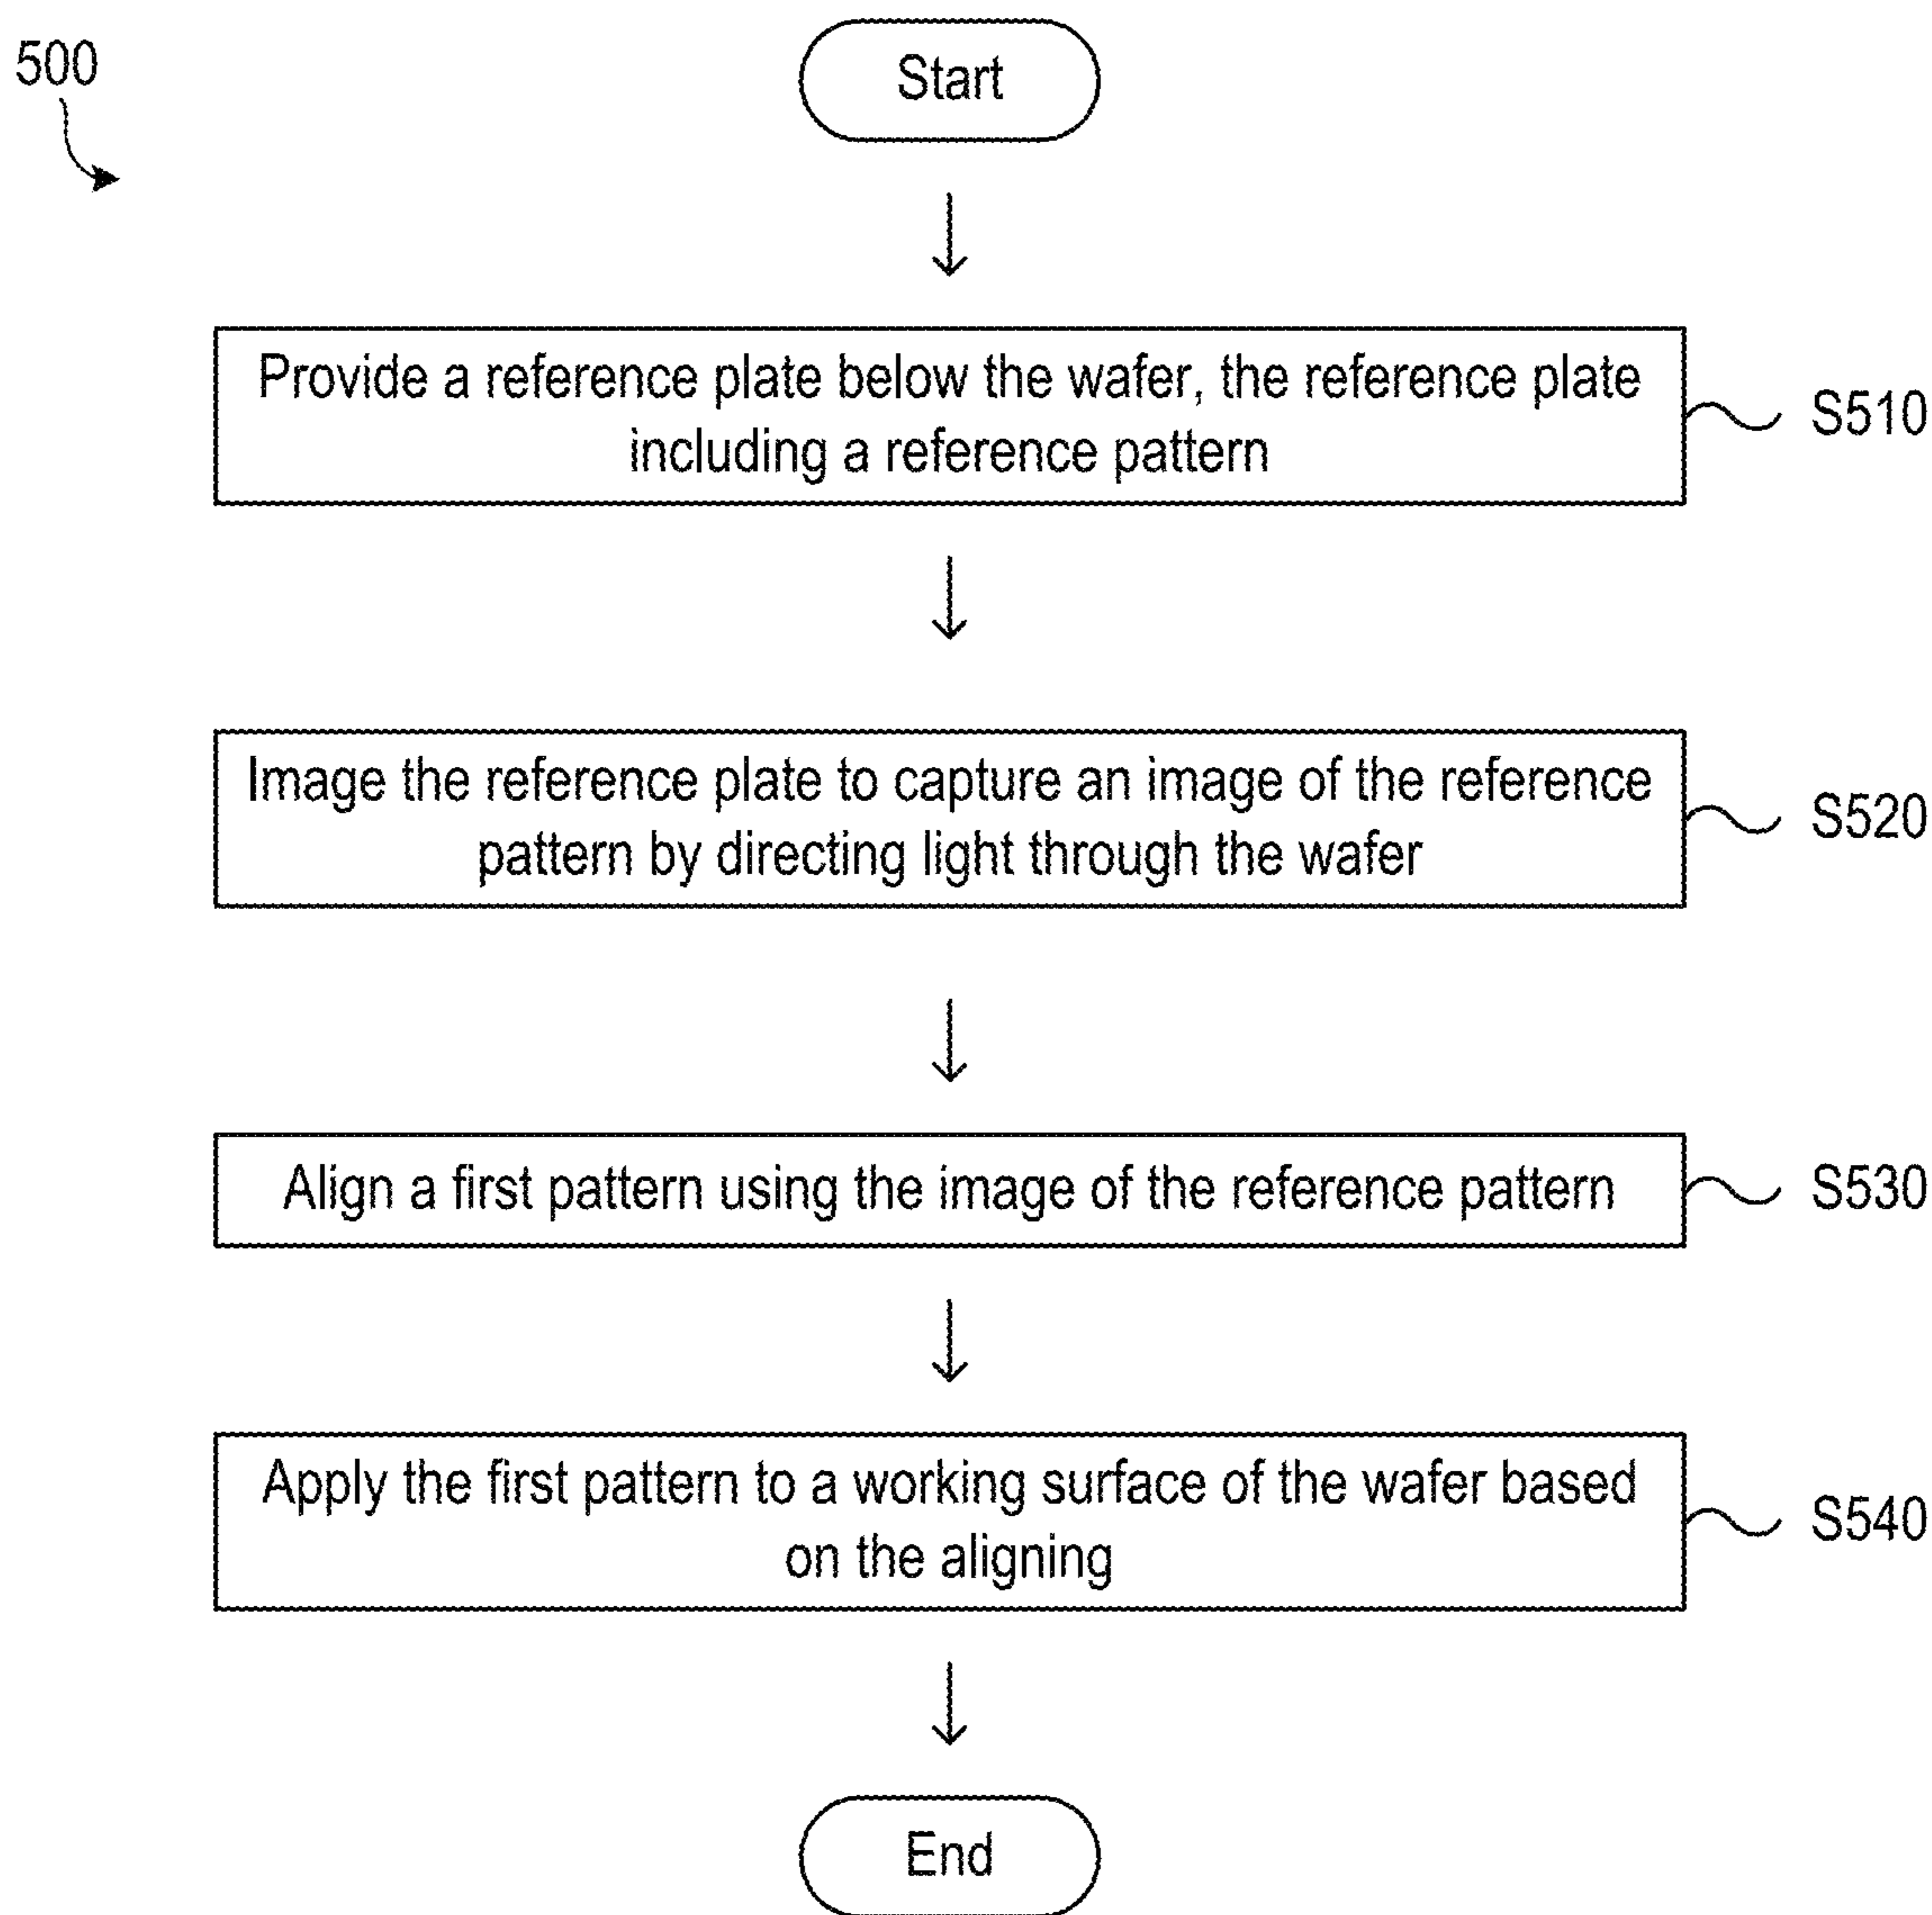 500
Start
Provide a reference plate below the wafer, the reference plate
including a reference pattern
S510
Image the reference plate to capture an image of the reference
pattern by directing light through the wafer
S520
Align a first pattern using the image of the reference pattern
S530
Apply the first pattern to a working surface of the wafer based
on the aligning
S540
End